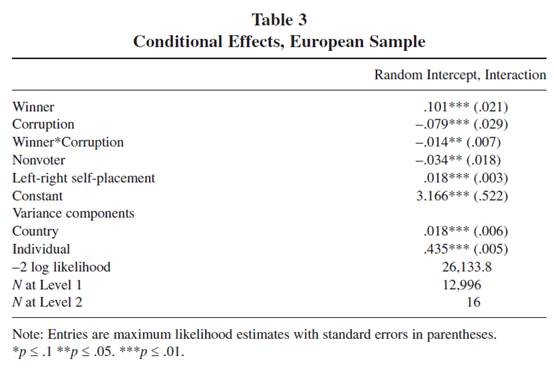 Table 3
Conditional Effects, European Sample
Random Intercept, Interaction
Winner .101*** (.021)
Corruption –.079*** (.029)
Winner*Corruption –.014** (.007)
Nonvoter –.034** (.018)
Left-right self-placement .018*** (.003)
Constant 3.166*** (.522)
Variance components
Country .018*** (.006)
Individual .435*** (.005)
–2 log likelihood 26,133.8
N at Level 1 12,996
N at Level 2 16
Note: Entries are maximum likelihood estimates with standard errors in parentheses.
*p ≤ .1 **p ≤ .05. ***p ≤ .01.